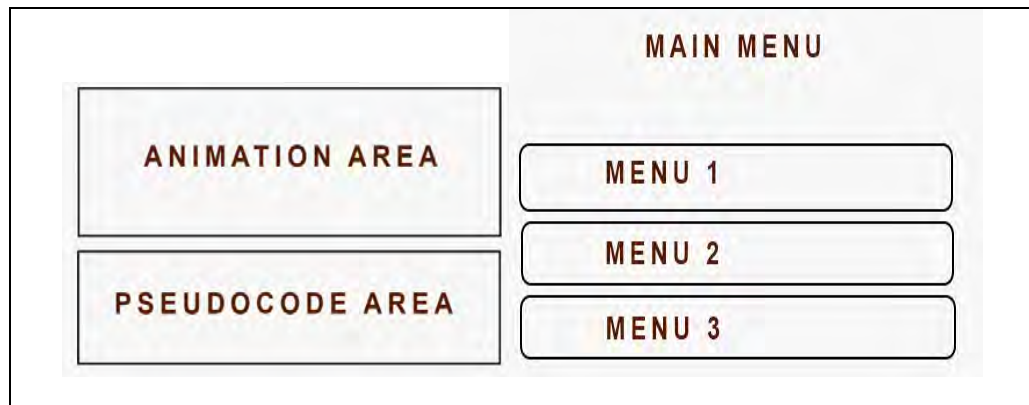 MAIN MENU
ANIMATION AREA
PSEUDOCODE AREA
MENU 1
MENU 2
MENU 3